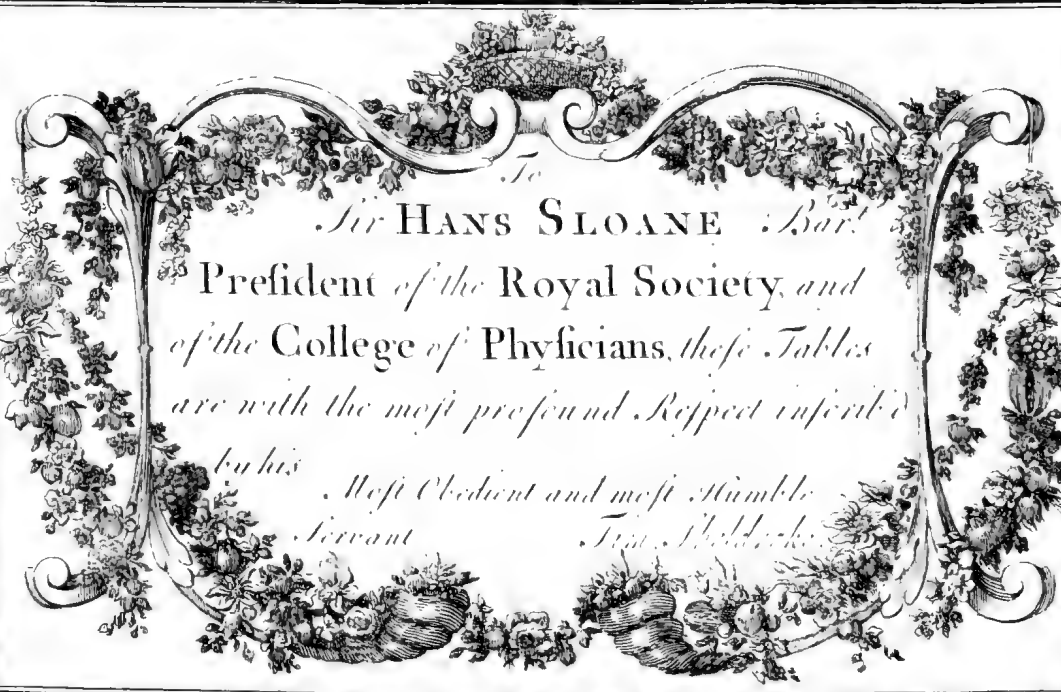 To
Sir HANS SLOANE Bar.t
Preſident of the Royal Society, and
of the College of Phyſicians, theſe Tables
are with the moſt profound Reſpect inſcrib'd
by his
Moſt Obedient and moſt Humble
Servant Tim. Sheldrake